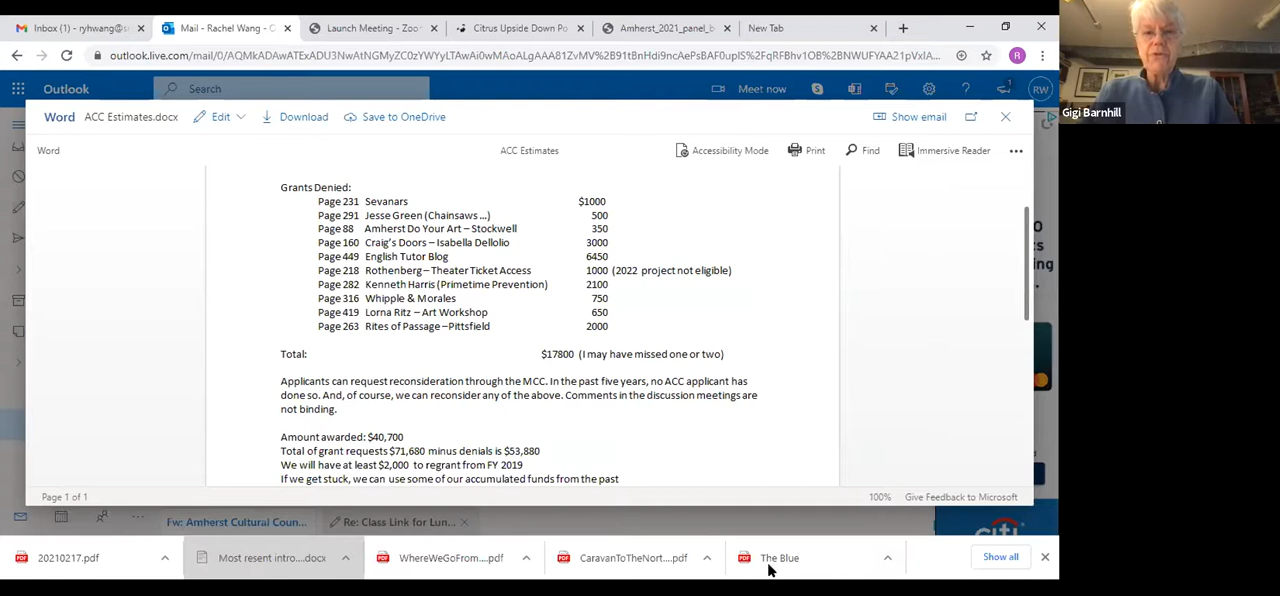 Inbox (1) - ryhwang@s
Mail - Rachel Wang - C
Launch Meeting - Zoo
Citrus Upside Down Po
Amherst_2021_panel_b
New Tab
outlook.live.com/mail/0/
R
Outlook
Search
Meet now
RW
Gigi Barnhill
Word ACC Estimates.docx Edit Download Save to OneDrive Show email
Word ACC Estimates Accessibility Mode Print Find Immersive Reader
Grants Denied:
Page 231 Sevanars $1000
Page 291 Jesse Green (Chainsaws ...) 500
Page 88 Amherst Do Your Art – Stockwell 350
Page 160 Craig's Doors – Isabella Dellolio 3000
Page 449 English Tutor Blog 6450
Page 218 Rothenberg – Theater Ticket Access 1000 (2022 project not eligible)
Page 282 Kenneth Harris (Primetime Prevention) 2100
Page 316 Whipple & Morales 750
Page 419 Lorna Ritz – Art Workshop 650
Page 263 Rites of Passage – Pittsfield 2000
Total: $17800 (I may have missed one or two)
Applicants can request reconsideration through the MCC. In the past five years, no ACC applicant has
done so. And, of course, we can reconsider any of the above. Comments in the discussion meetings are
not binding.
Amount awarded: $40,700
Total of grant requests $71,680 minus denials is $53,880
We will have at least $2,000 to regrant from FY 2019
If we get stuck, we can use some of our accumulated funds from the past
Page 1 of 1 100% Give Feedback to Microsoft
Fw: Amherst Cultural Coun... Re: Class Link for Lun...
citi
20210217.pdf
Most recent intro....docx
WhereWeGoFrom....pdf
CaravanToTheNort....pdf
The Blue
Show all